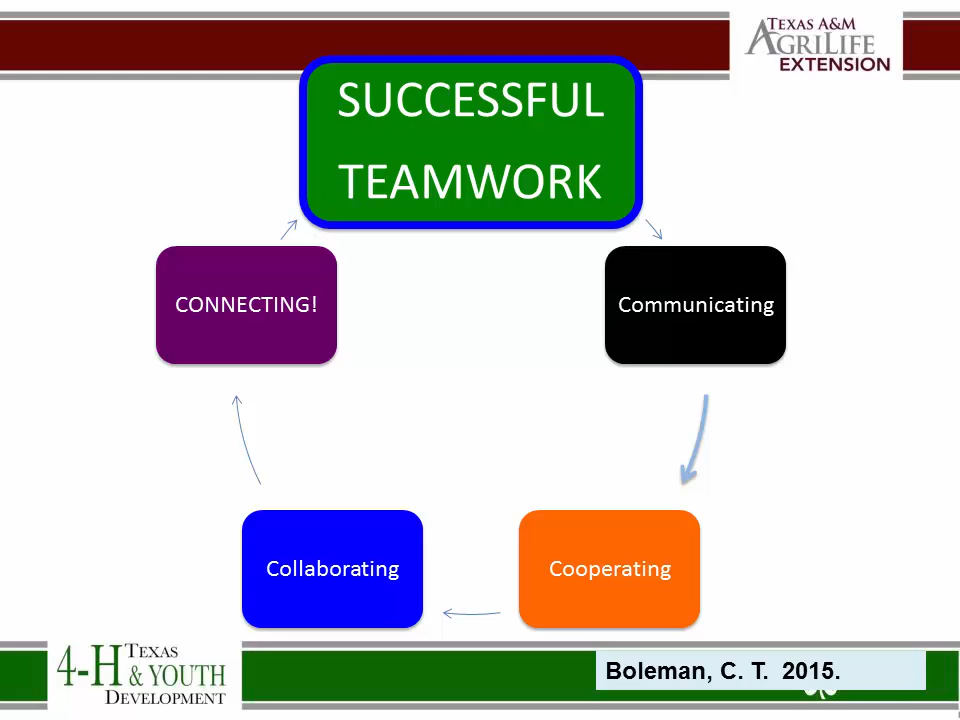 TEXAS A&M
AGRILIFE
EXTENSION
SUCCESSFUL
TEAMWORK
CONNECTING!
Communicating
Collaborating
Cooperating
4-H TEXAS
& YOUTH
DEVELOPMENT
Boleman, C. T.  2015.